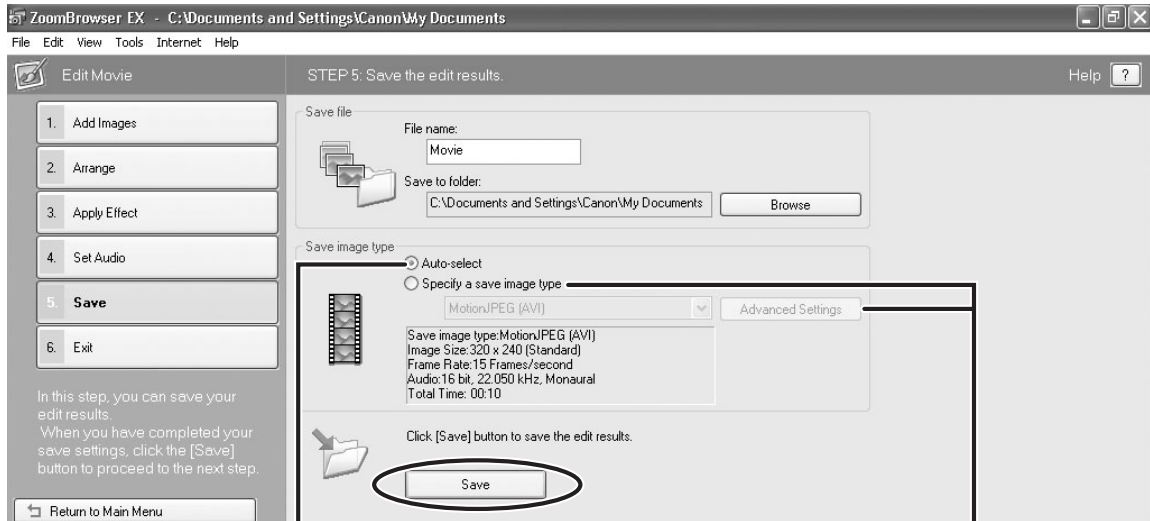 ZoomBrowser EX - C:\Documents and Settings\Canon\My Documents
File Edit View Tools Internet Help
Edit Movie
STEP 5: Save the edit results.
Help ?
1. Add Images
2. Arrange
3. Apply Effect
4. Set Audio
5. Save
6. Exit
In this step, you can save your
edit results.
When you have completed your
save settings, click the [Save]
button to proceed to the next step.
Return to Main Menu
Save file
File name:
Movie
Save to folder:
C:\Documents and Settings\Canon\My Documents
Browse
Save image type
Auto-select
Specify a save image type
MotionJPEG (AVI)
Advanced Settings
Save image type:MotionJPEG (AVI)
Image Size:320 x 240 (Standard)
Frame Rate:15 Frames/second
Audio:16 bit, 22.050 kHz, Monaural
Total Time: 00:10
Click [Save] button to save the edit results.
Save